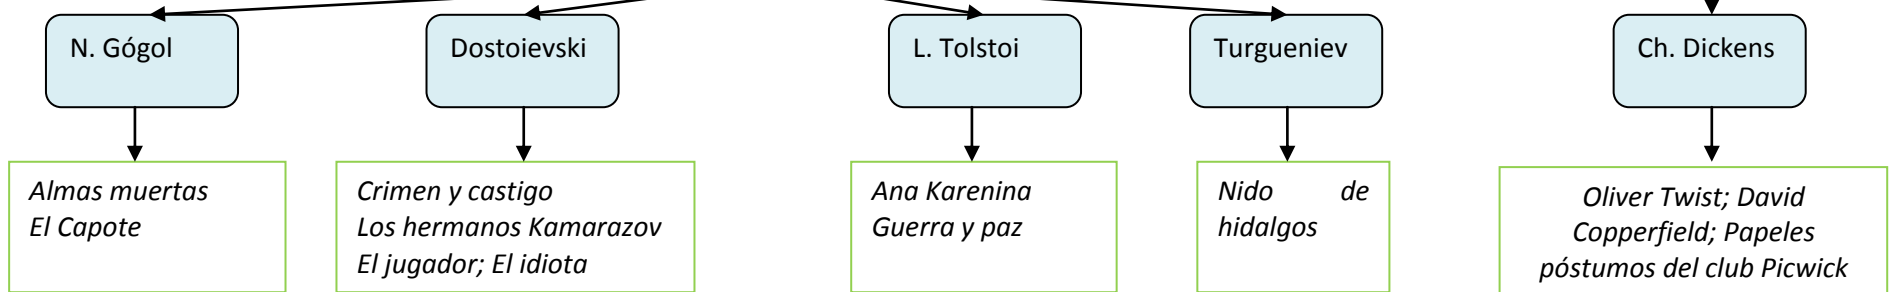 N. Gógol
Dostoievski
L. Tolstoi
Turgueniev
Ch. Dickens
Almas muertas
El Capote
Crimen y castigo
Los hermanos Kamarazov
El jugador; El idiota
Ana Karenina
Guerra y paz
Nido de
hidalgos
Oliver Twist; David
Copperfield; Papeles
póstumos del club Picwick